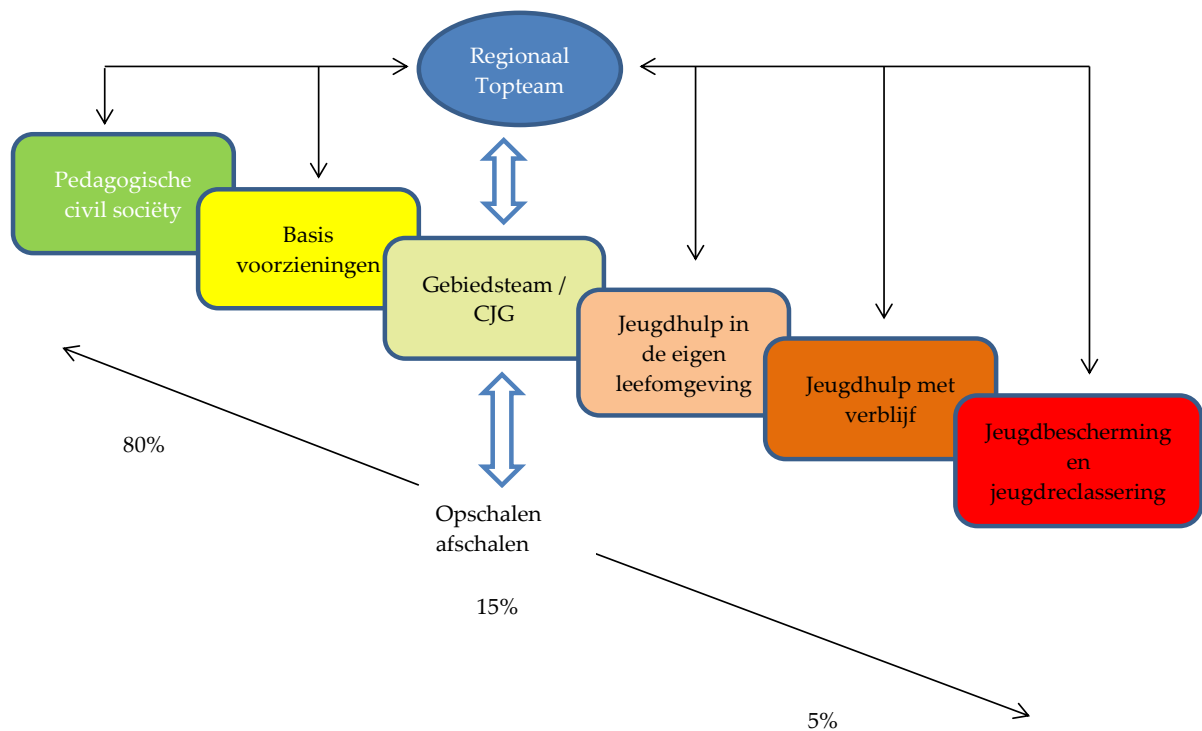 Regionaal
Topteam
Pedagogische
civil sociëty
Basis
voorzieningen
Gebiedsteam /
CJG
Jeugdhulp in
de eigen
leefomgeving
Jeugdhulp met
verblijf
Jeugdbescherming
en
jeugdreclassering
80%
Opschalen
afschalen
15%
5%